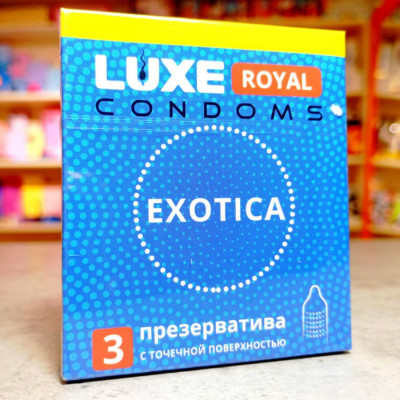 LUXE ROYAL
CONDOMS
EXOTICA
3 презерватива
С ТОЧЕЧНОЙ ПОВЕРХНОСТЬЮ